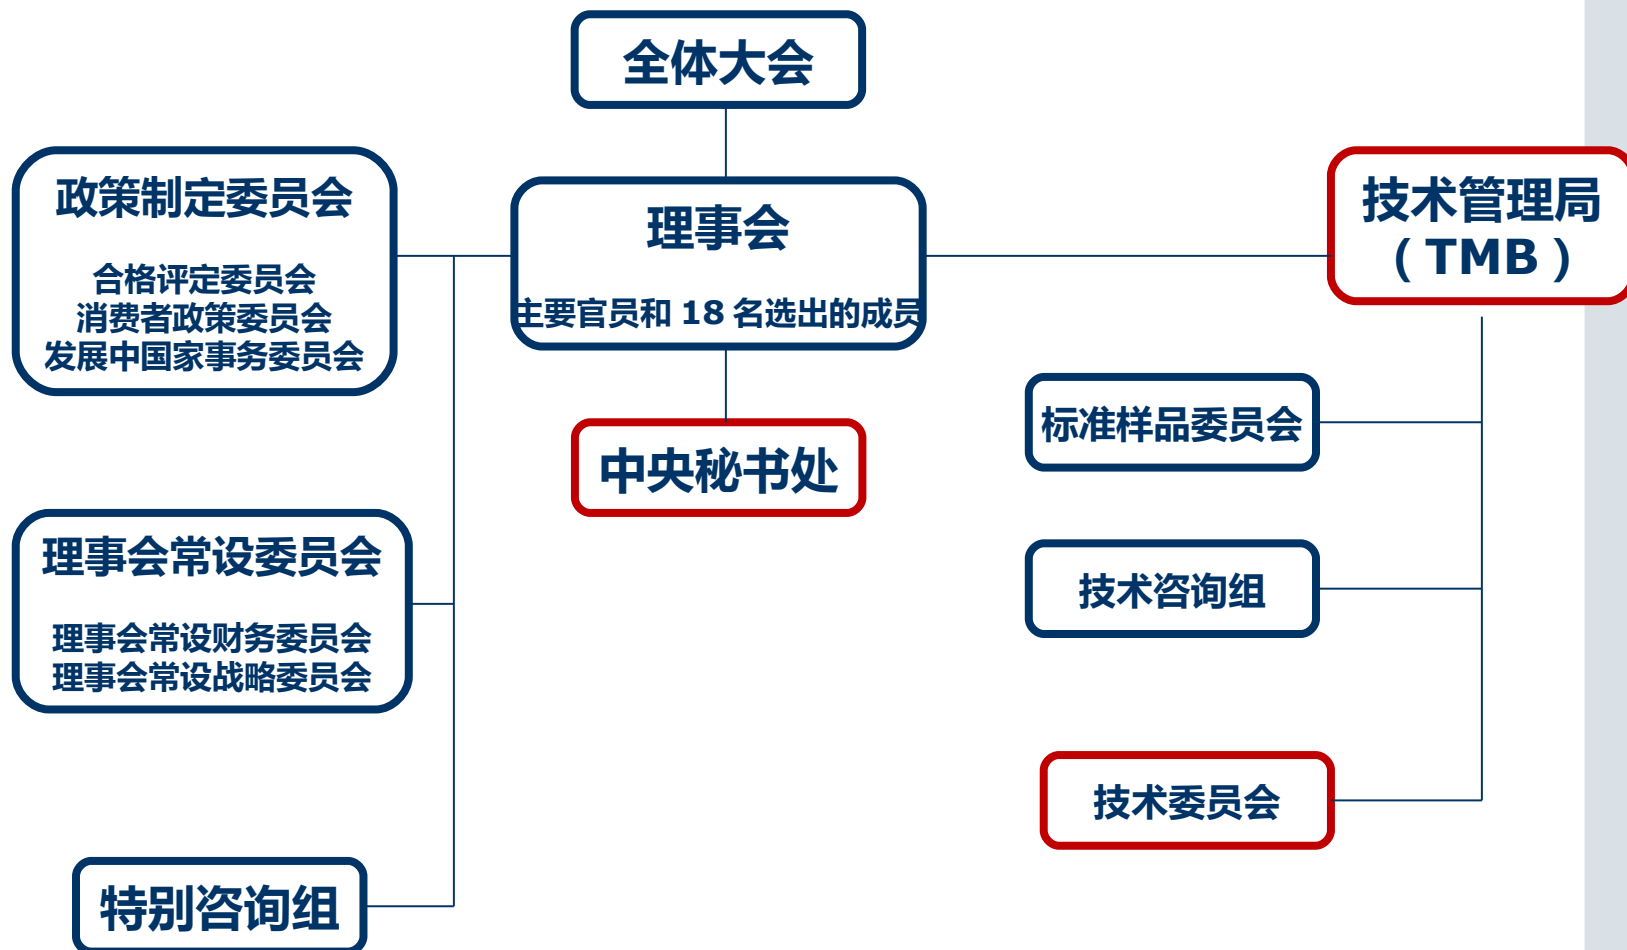 全体大会
政策制定委员会
合格评定委员会
消费者政策委员会
发展中国家事务委员会
理事会
主要官员和 18 名选出的成员
技术管理局
（TMB）
中央秘书处
标准样品委员会
理事会常设委员会
理事会常设财务委员会
理事会常设战略委员会
技术咨询组
技术委员会
特别咨询组